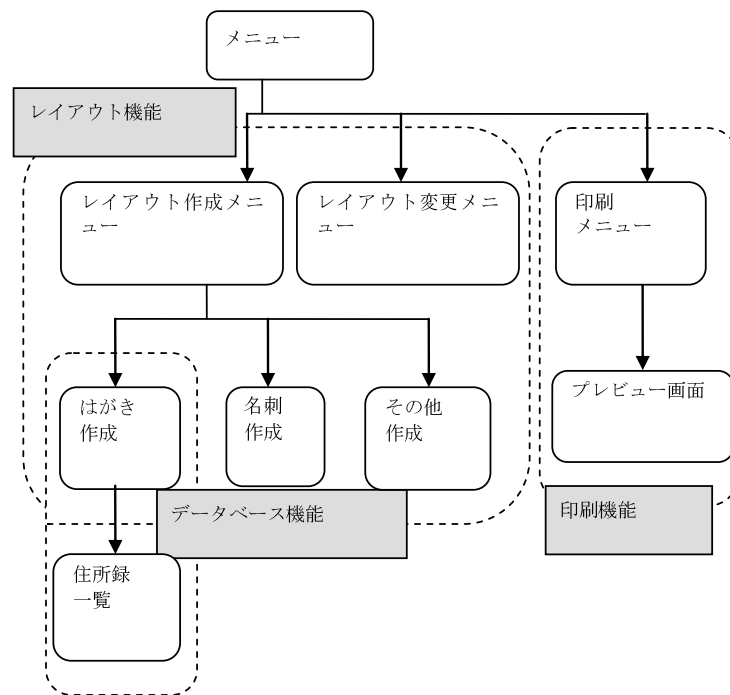 メニュー
レイアウト機能
レイアウト作成メニ
ュー
レイアウト変更メニ
ュー
印刷
メニュー
はがき
作成
名刺
作成
その他
作成
プレビュー画面
データベース機能
印刷機能
住所録
一覧